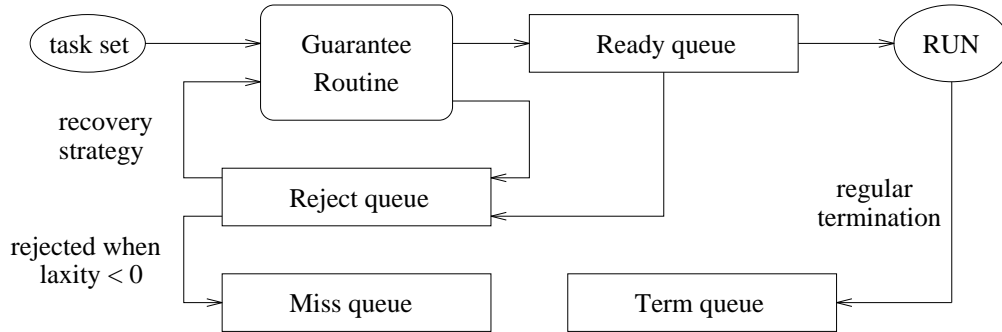 task set
Guarantee
Routine
Ready queue
RUN
recovery
strategy
Reject queue
regular
termination
rejected when
laxity < 0
Miss queue
Term queue